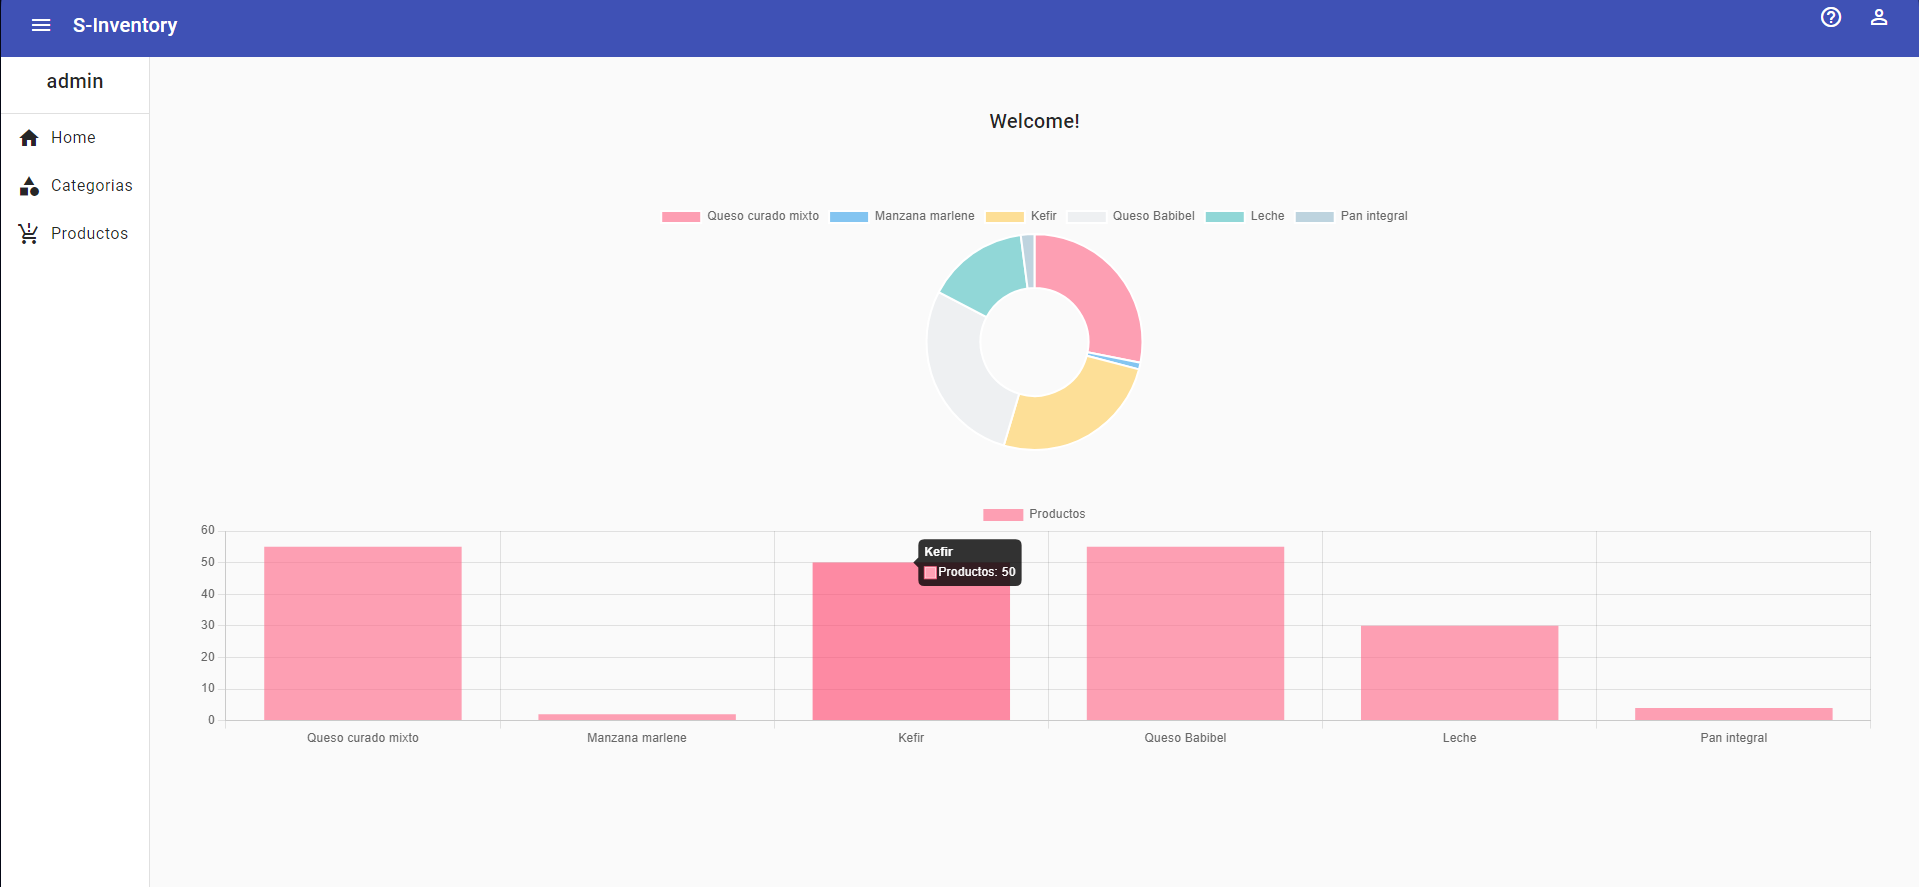 S-Inventory
admin
Home
Categorias
Productos
Welcome!
Queso curado mixto Manzana marlene Kefir Queso Babibel Leche Pan integral
Productos
60
50
40
30
20
10
0
Kefir
Productos: 50
Queso curado mixto Manzana marlene Kefir Queso Babibel Leche Pan integral